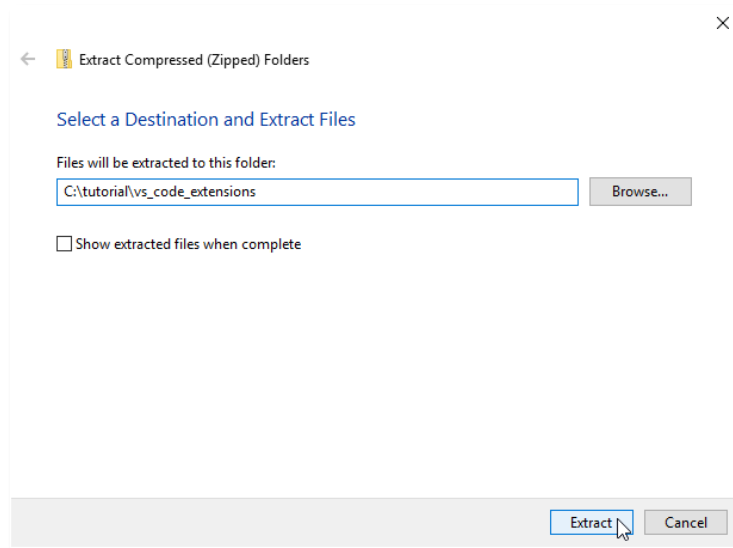 Extract Compressed (Zipped) Folders
Select a Destination and Extract Files
Files will be extracted to this folder:
C:\tutorial\vs_code_extensions
Browse...
Show extracted files when complete
Extract
Cancel